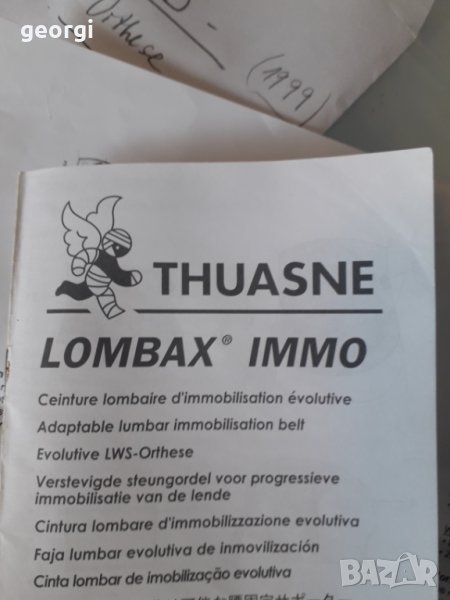 georgi
Orthese
(1999)
THUASNE
LOMBAX® IMMO
Ceinture lombaire d'immobilisation évolutive
Adaptable lumbar immobilisation belt
Evolutive LWS-Orthese
Verstevigde steungordel voor progressieve
immobilisatie van de lende
Cintura lombare d'immobilizzazione evolutiva
Faja lumbar evolutiva de inmovilización
Cinta lombar de imobilização evolutiva
BAZAR.bg